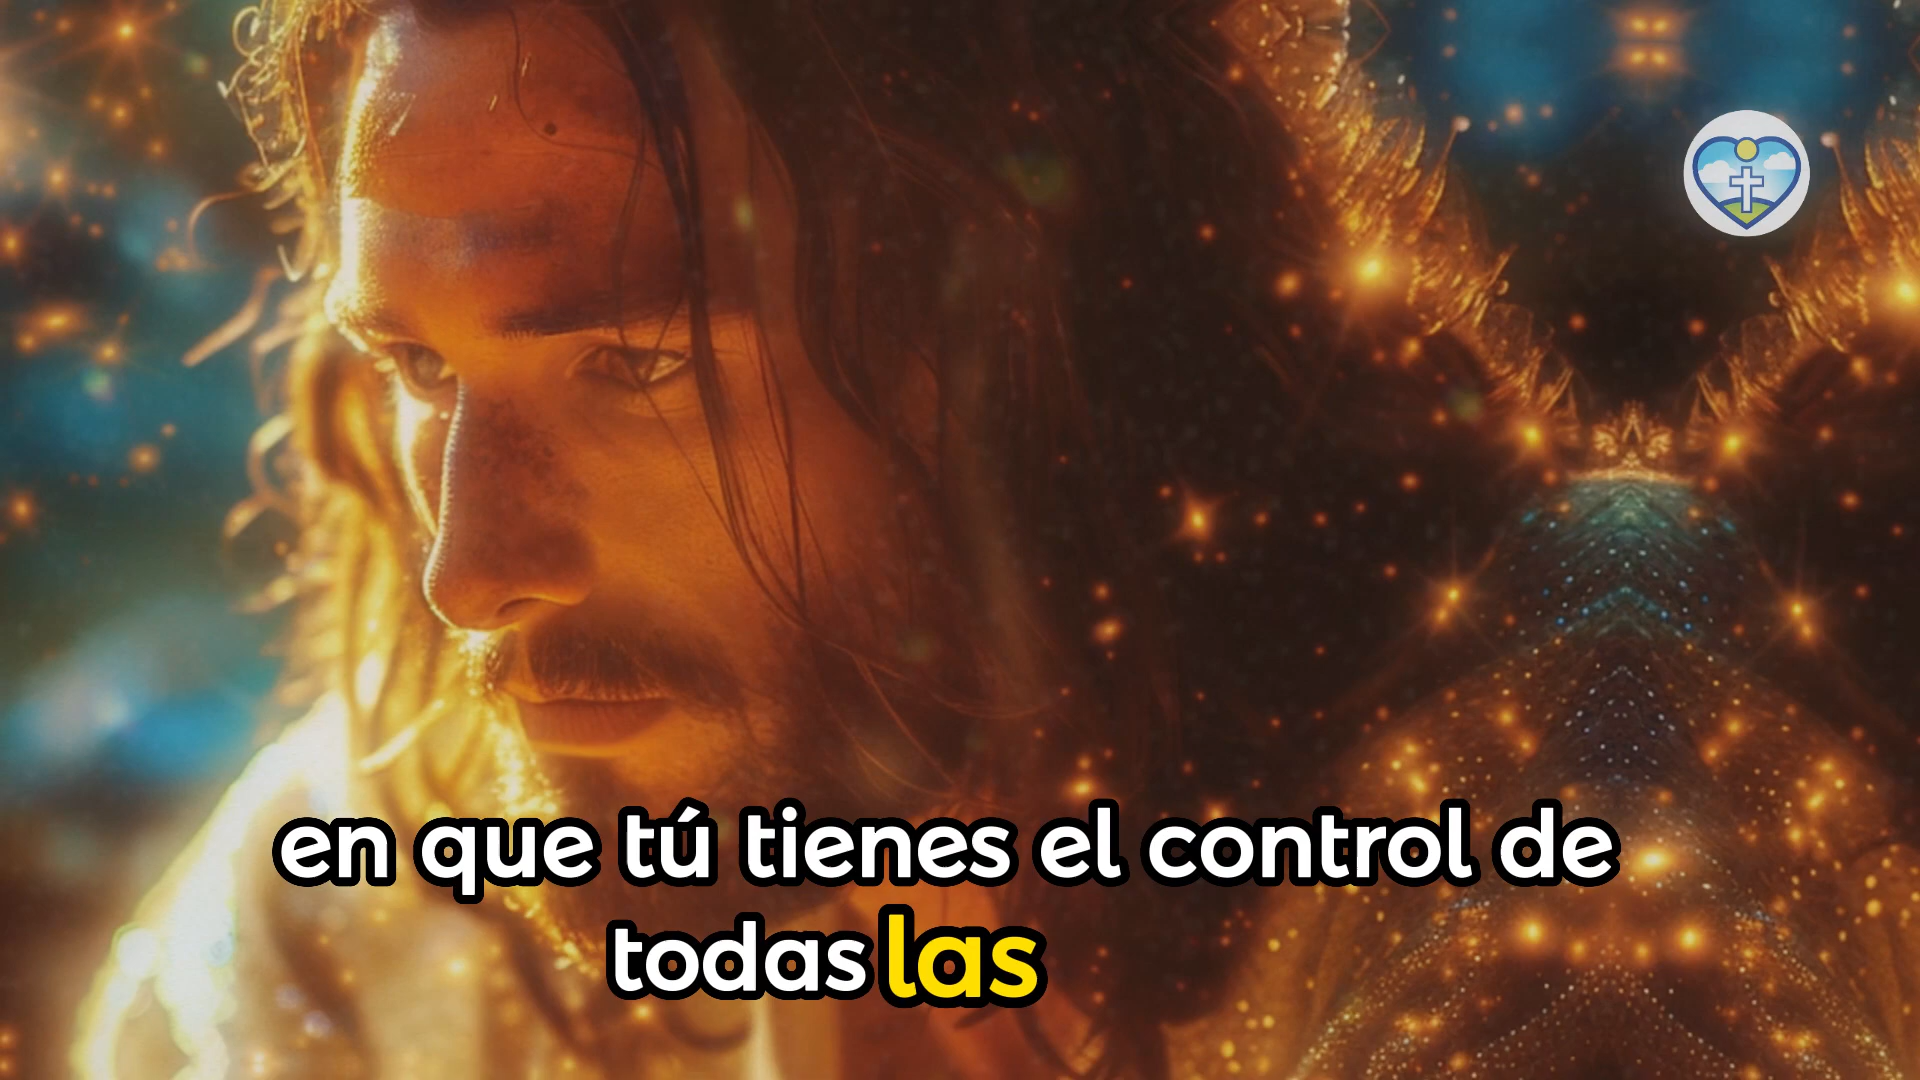 en que tú tienes el control de
todas las